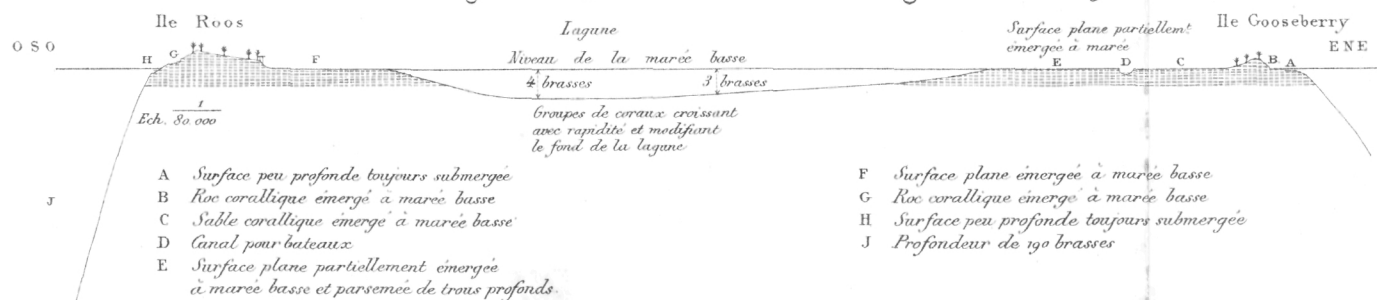 Ile Roos
Lagune
Surface plane partiellemt
émergée à marée
Ile Gooseberry
O S O
E N E
H G F
Niveau de la marée basse
E D C B A
4 brasses
3 brasses
Ech. 1/80.000
Groupes de coraux croissant
avec rapidité et modifiant
le fond de la lagune
J
A Surface peu profonde toujours submergée
B Roc corallique émergé à marée basse
C Sable corallique émergé à marée basse
D Canal pour bateaux
E Surface plane partiellement émergée
à marée basse et parsemée de trous profonds.
F Surface plane émergée à marée basse
G Roc corallique émergé à marée basse
H Surface peu profonde toujours submergée
J Profondeur de 190 brasses